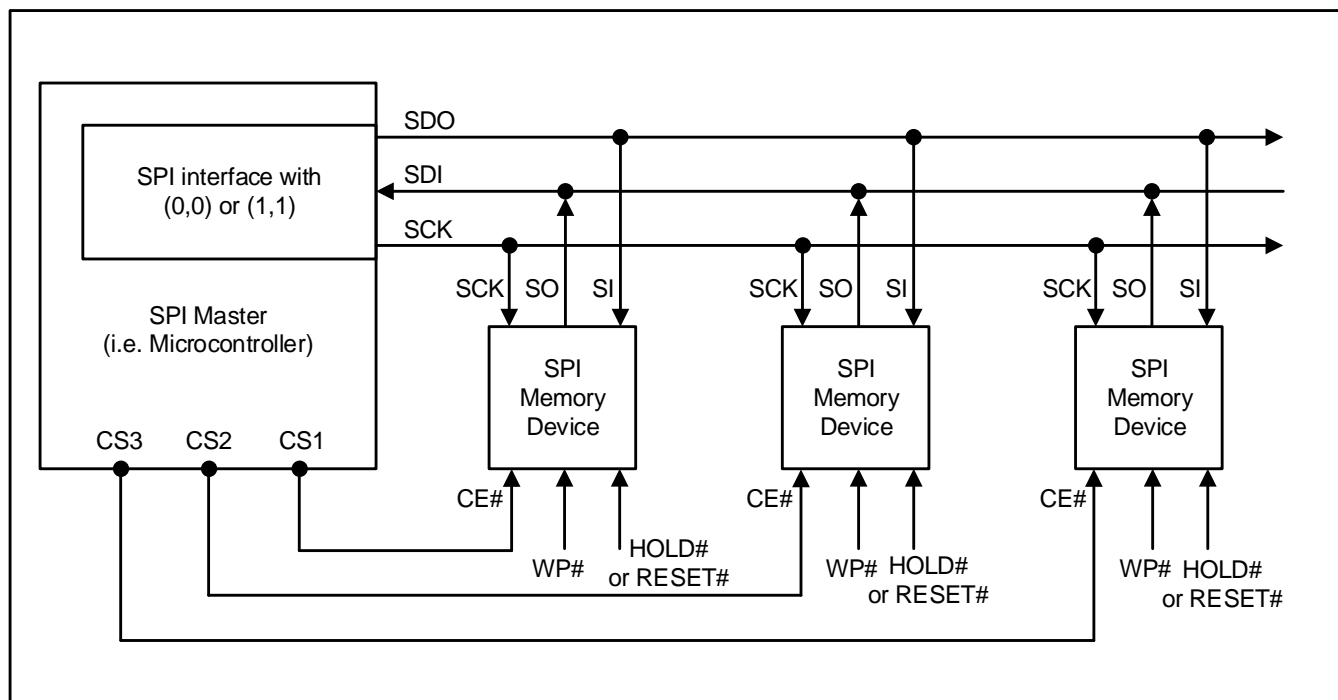 SDO
SPI interface with
(0,0) or (1,1)
SDI
SCK
SPI Master
(i.e. Microcontroller)
SCK
SO
SI
SCK
SO
SI
SCK
SO
SI
SPI
Memory
Device
SPI
Memory
Device
SPI
Memory
Device
CS3
CS2
CS1
CE#
WP#
HOLD#
or RESET#
CE#
WP#
HOLD#
or RESET#
CE#
WP#
HOLD#
or RESET#